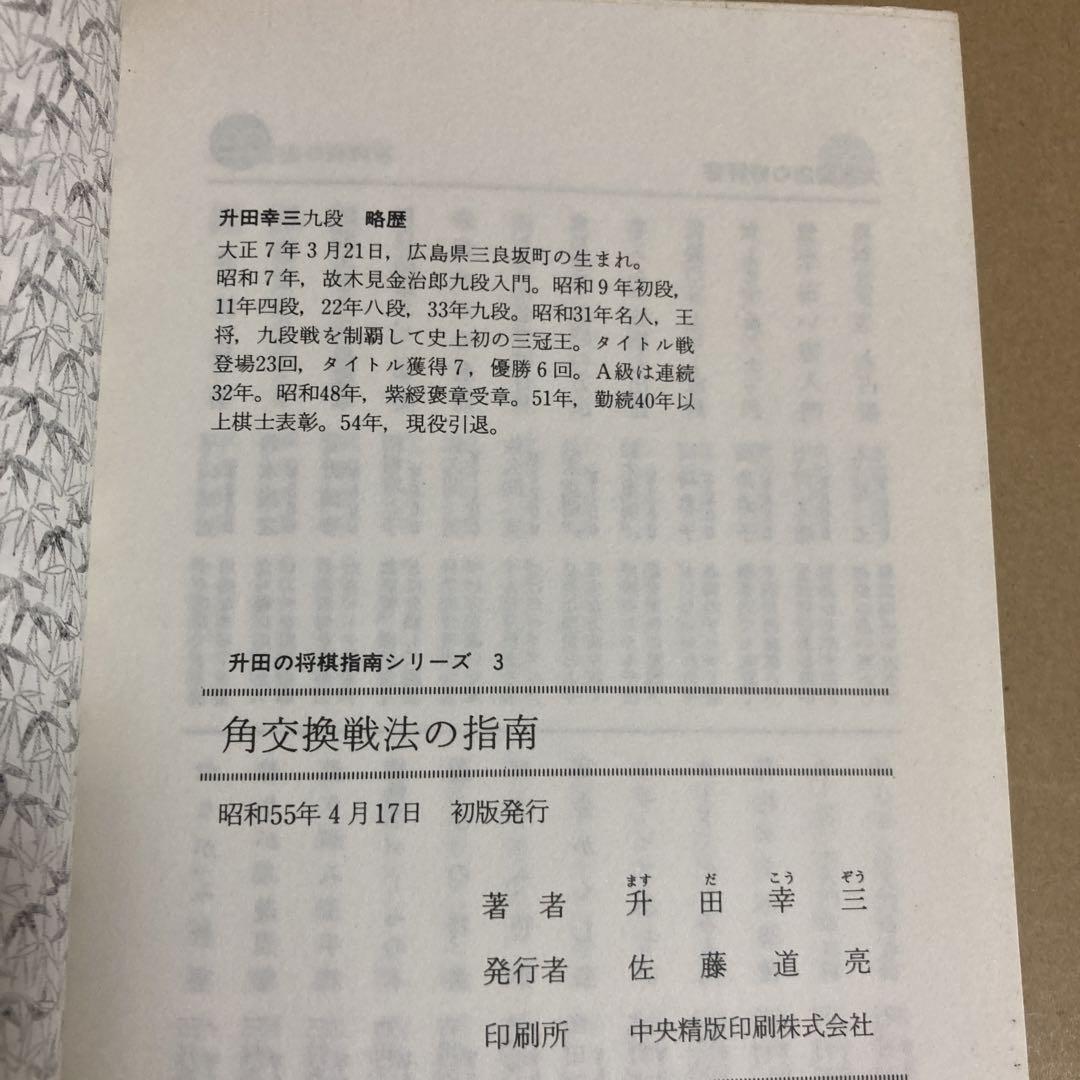 升田幸三九段 略歴
大正7年3月21日，広島県三良坂町の生まれ。
昭和7年，故木見金治郎九段入門。昭和9年初段，
11年四段，22年八段，33年九段。昭和31年名人，王
将，九段戦を制覇して史上初の三冠王。タイトル戦
登場23回，タイトル獲得7，優勝6回。A級は連続
32年。昭和48年，紫綬褒章受章。51年，勤続40年以
上棋士表彰。54年，現役引退。
升田の将棋指南シリーズ 3
角交換戦法の指南
昭和55年4月17日 初版発行
ます だ こう ぞう
著者 升田幸三
発行者 佐藤道亮
印刷所 中央精版印刷株式会社